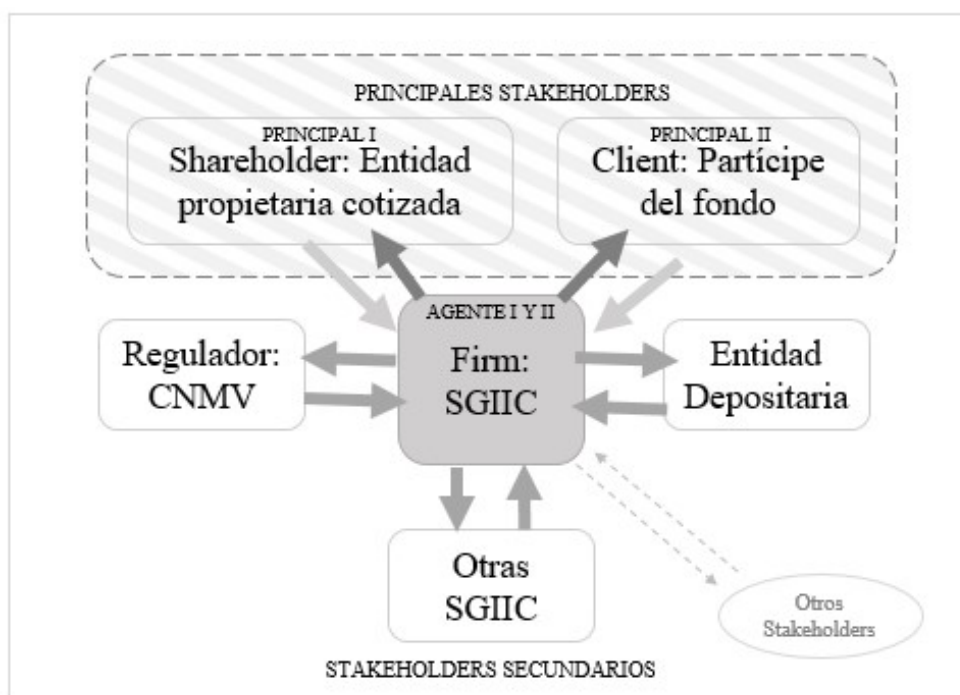 PRINCIPALES STAKEHOLDERS
PRINCIPAL I
Shareholder: Entidad
propietaria cotizada
PRINCIPAL II
Client: Partícipe
del fondo
AGENTE I Y II
Firm:
SGIIC
Regulador:
CNMV
Entidad
Depositaria
Otras
SGIIC
Otros
Stakeholders
STAKEHOLDERS SECUNDARIOS